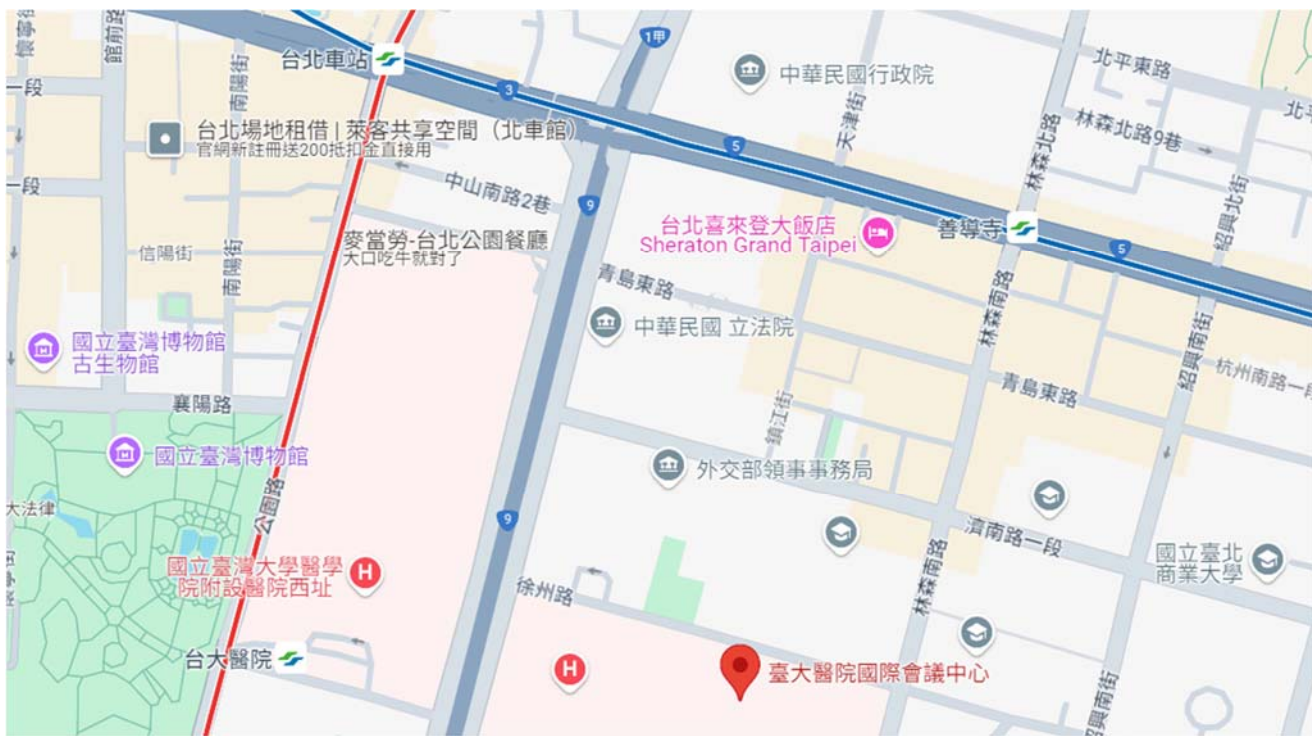 懷寧街
館前路
南陽街
台北車站
3
1甲
中華民國行政院
北平東路
天津街
林森北路
林森北路9巷
一段
台北場地租借 | 萊客共享空間（北車館）
官網新註冊送200抵扣金直接用
5
紹興北街
一段
中山南路2巷
9
台北喜來登大飯店
Sheraton Grand Taipei
善導寺
5
信陽街
南陽街
麥當勞-台北公園餐廳
大口吃牛就對了
青島東路
中華民國 立法院
林森南路
紹興南街
杭州南路一段
國立臺灣博物館
古生物館
青島東路
襄陽路
鎮江街
國立臺灣博物館
外交部領事事務局
大法律
公園路
9
濟南路一段
國立臺北
商業大學
國立臺灣大學醫學
院附設醫院西址
H
徐州路
林森南路
台大醫院
H
臺大醫院國際會議中心
紹興南街